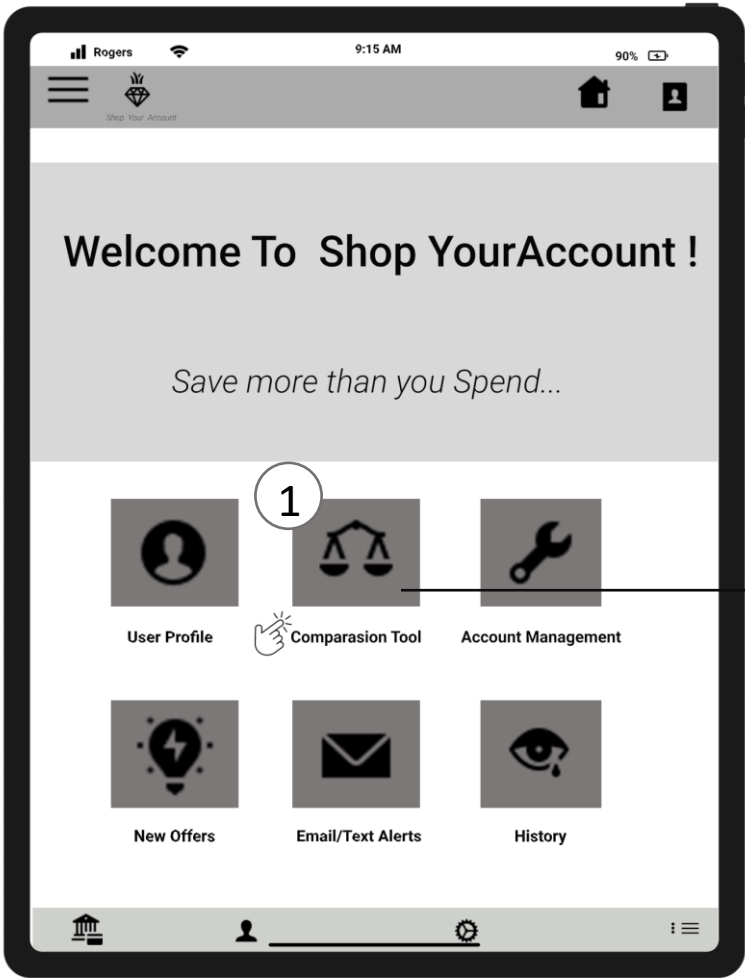 Rogers 9:15 AM 90%
Shop Your Account
Welcome To Shop YourAccount !
Save more than you Spend...
1
User Profile Comparasion Tool Account Management
New Offers Email/Text Alerts History